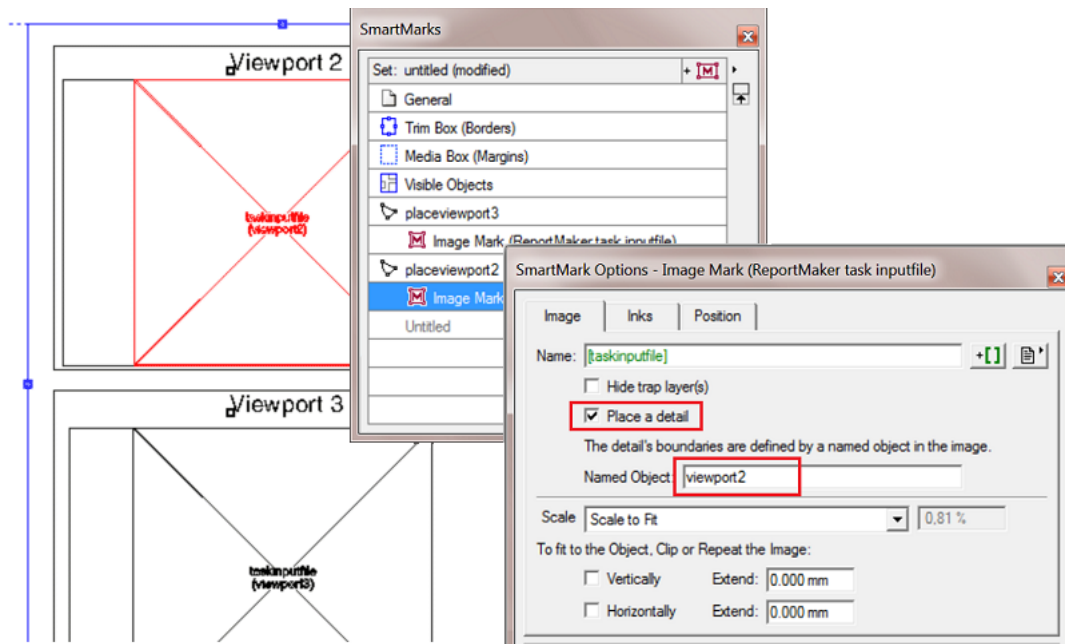 Viewport 2
taskinputfile
(viewport2)
Viewport 3
taskinputfile
(viewport3)
SmartMarks
Set: untitled (modified)
General
Trim Box (Borders)
Media Box (Margins)
Visible Objects
placeviewport3
Image Mark (ReportMaker task inputfile)
placeviewport2
Image Mark
Untitled
SmartMark Options - Image Mark (ReportMaker task inputfile)
Image Inks Position
Name: [taskinputfile]
Hide trap layer(s)
Place a detail
The detail's boundaries are defined by a named object in the image.
Named Object: viewport2
Scale Scale to Fit 0,81 %
To fit to the Object, Clip or Repeat the Image:
Vertically Extend: 0.000 mm
Horizontally Extend: 0.000 mm